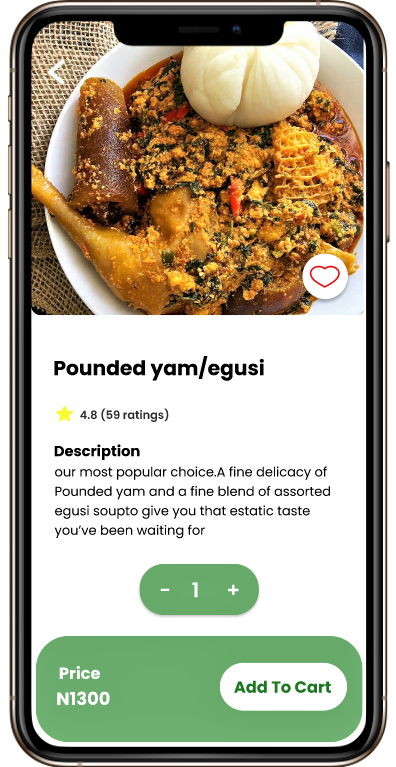 Pounded yam/egusi
4.8 (59 ratings)
Description
our most popular choice.A fine delicacy of
Pounded yam and a fine blend of assorted
egusi soupto give you that estatic taste
you've been waiting for
- 1 +
Price
N1300
Add To Cart